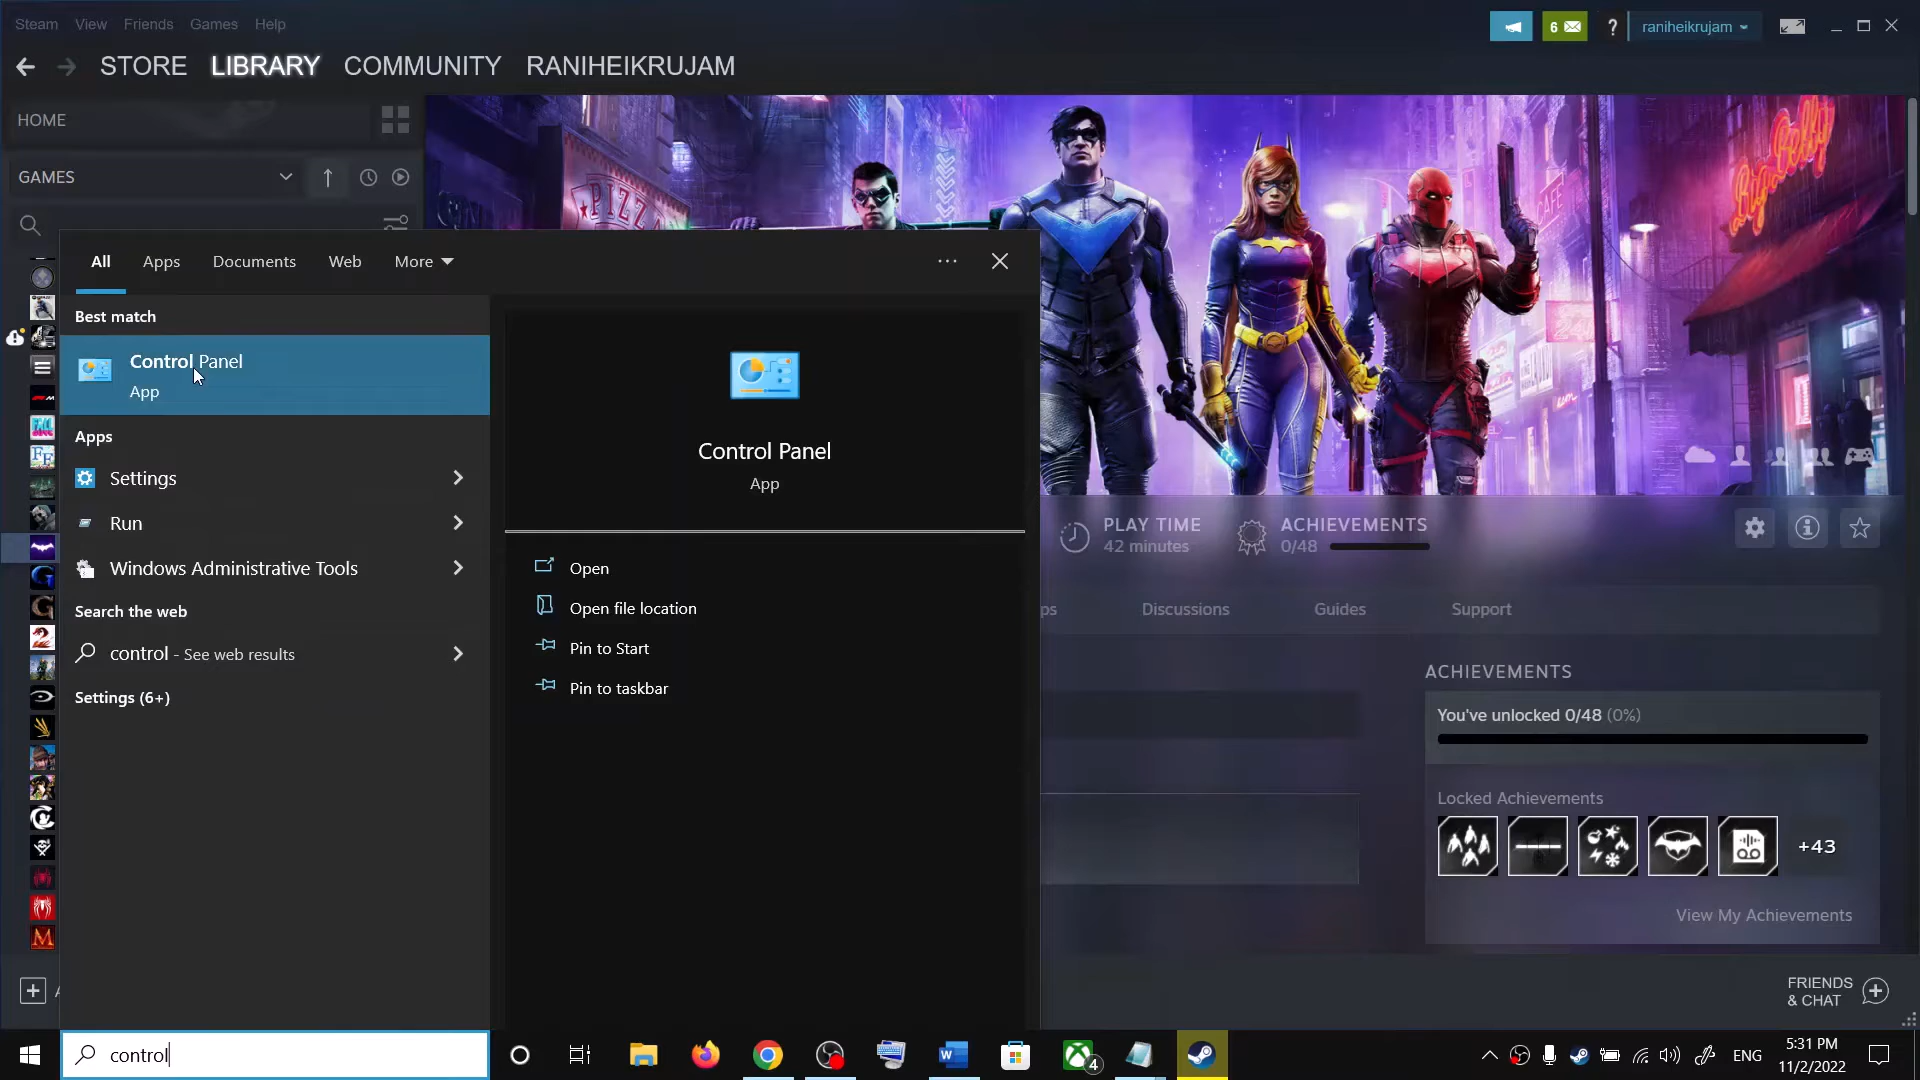 Steam View Friends Games Help
6
?
raniheikrujam
STORE LIBRARY COMMUNITY RANIHEIKRUJAM
HOME
GAMES
PIZZA
All Apps Documents Web More
Best match
Control Panel
App
Apps
Settings
Run
Windows Administrative Tools
Search the web
control - See web results
Settings (6+)
Control Panel
App
Open
Open file location
Pin to Start
Pin to taskbar
PLAY TIME
42 minutes
ACHIEVEMENTS
0/48
ps Discussions Guides Support
ACHIEVEMENTS
You've unlocked 0/48 (0%)
Locked Achievements
+43
View My Achievements
FRIENDS
& CHAT
control
4
ENG
5:31 PM
11/2/2022